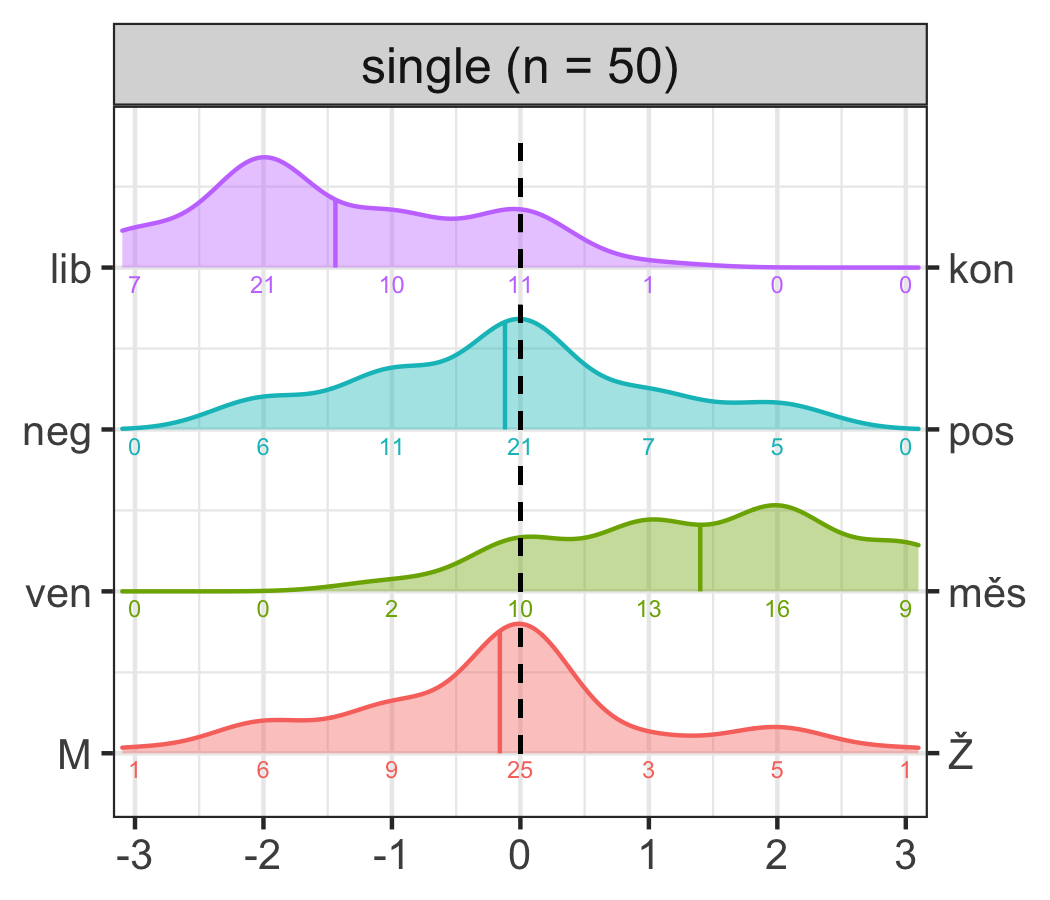 single (n = 50)
lib kon
7 21 10 11 1 0 0
neg pos
0 6 11 21 7 5 0
ven měs
0 0 2 10 13 16 9
M Ž
1 6 9 25 3 5 1
-3 -2 -1 0 1 2 3